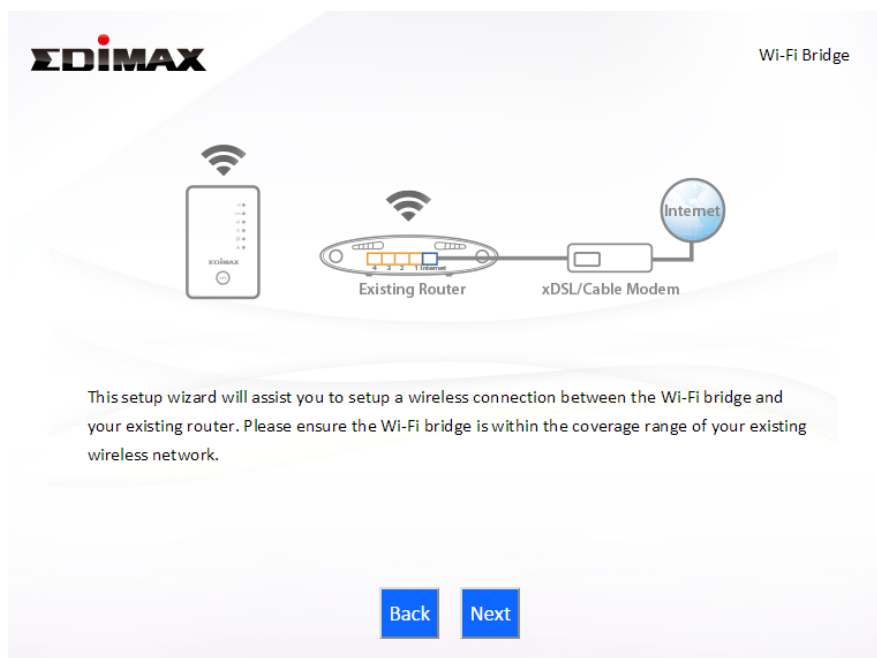 EDIMAX
Wi-Fi Bridge
Internet
EDIMAX
4 3 2 1 Internet
Existing Router
xDSL/Cable Modem
This setup wizard will assist you to setup a wireless connection between the Wi-Fi bridge and
your existing router. Please ensure the Wi-Fi bridge is within the coverage range of your existing
wireless network.
Back
Next